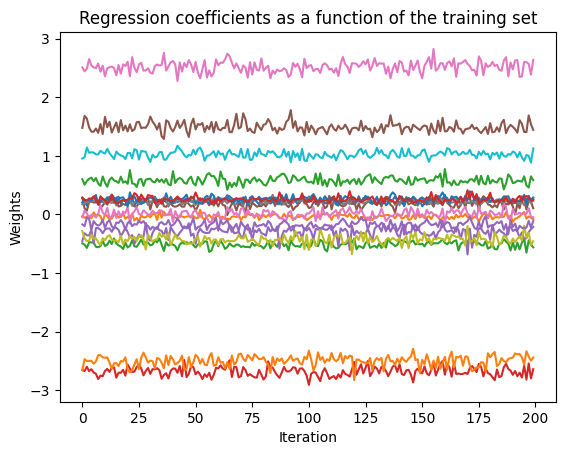 Regression coefficients as a function of the training set
3
2
1
0
−1
−2
−3
Weights
0 25 50 75 100 125 150 175 200
Iteration